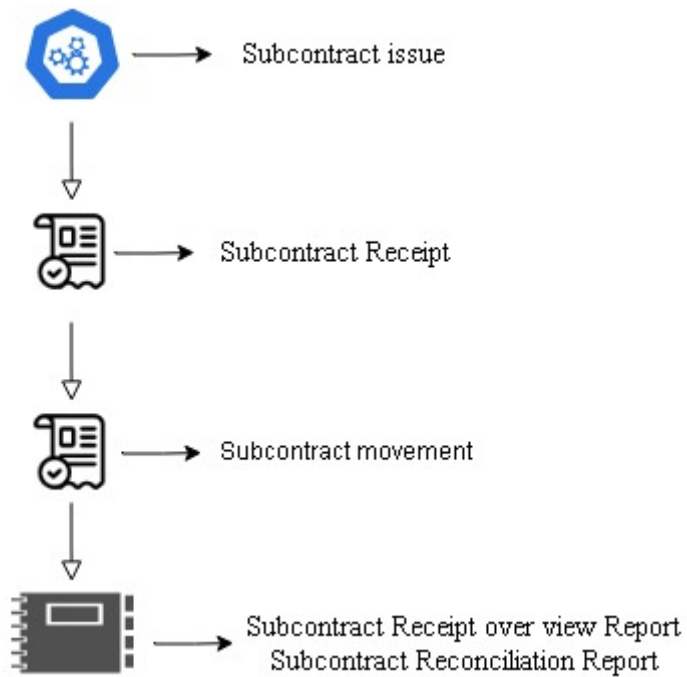 Subcontract issue
Subcontract Receipt
Subcontract movement
Subcontract Receipt over view Report
Subcontract Reconciliation Report